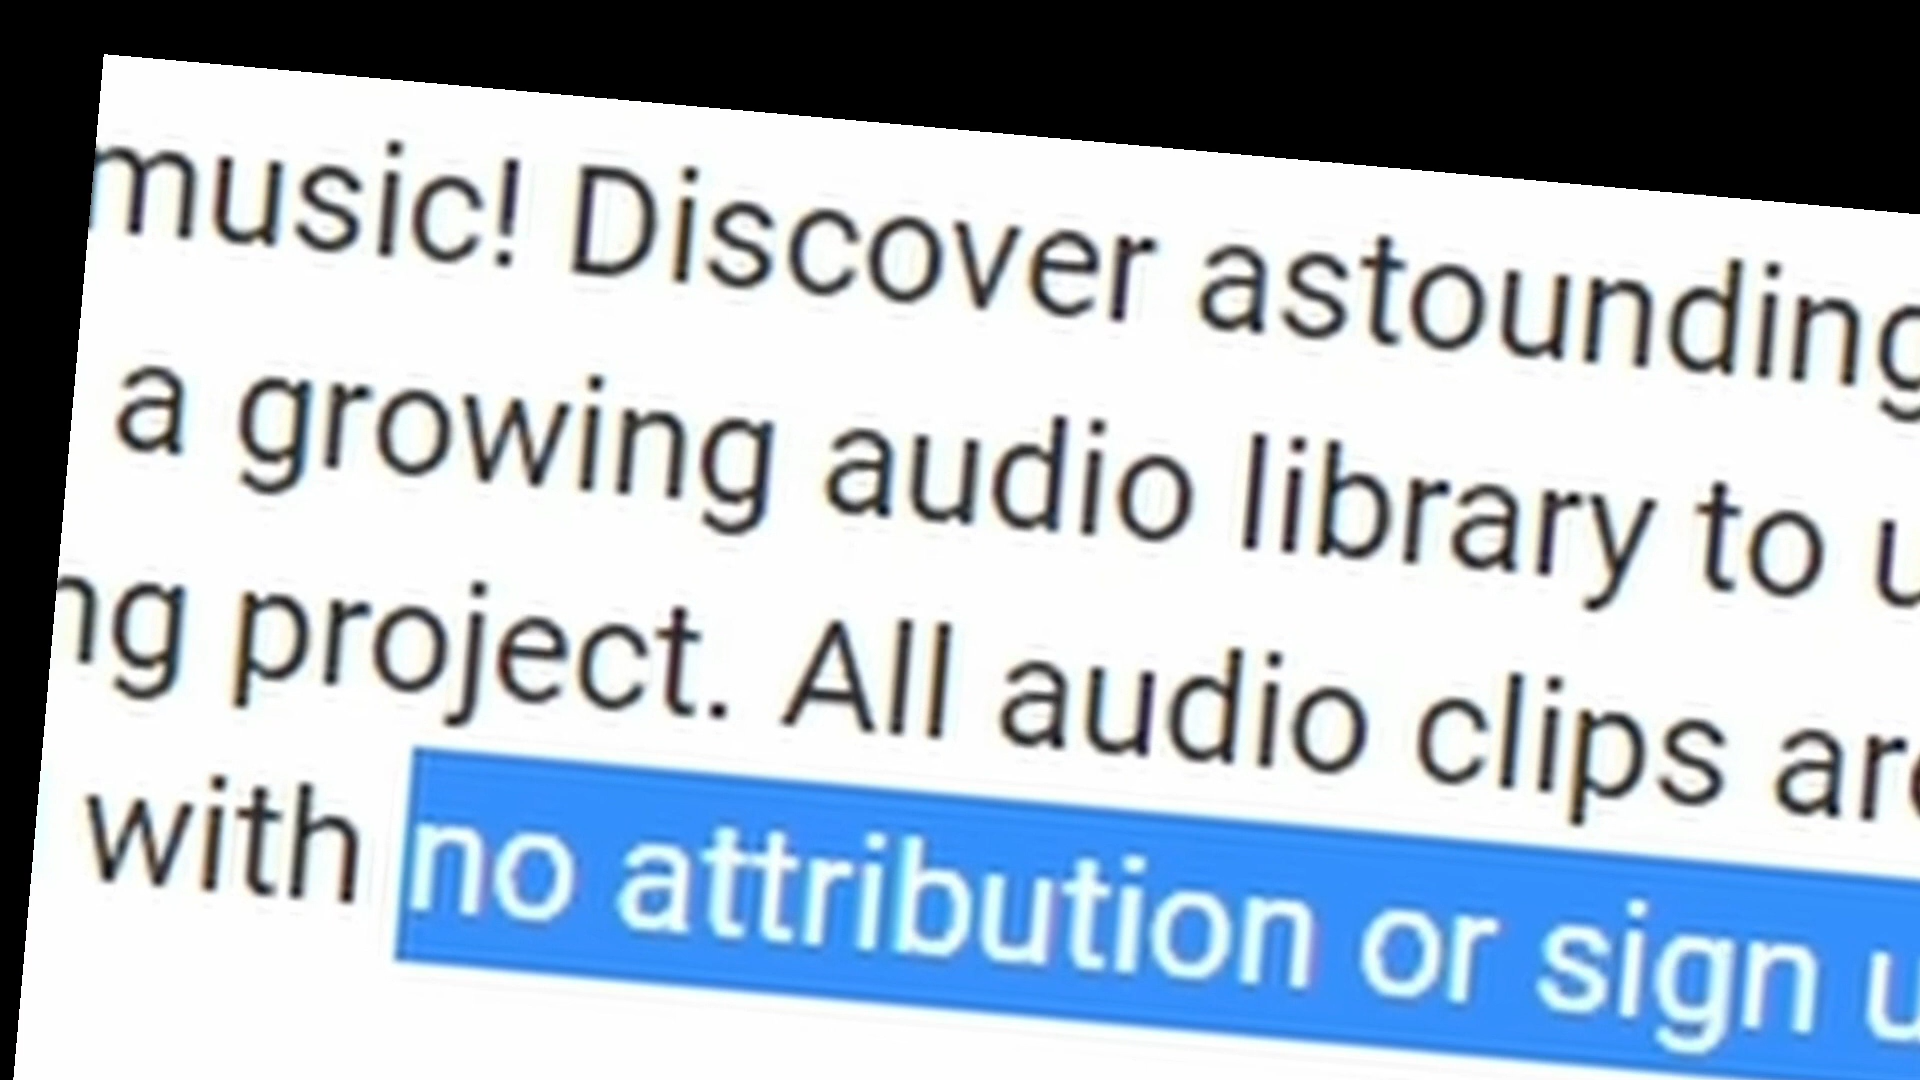 music! Discover astounding
a growing audio library to
project. All audio clips
with no attribution or sign